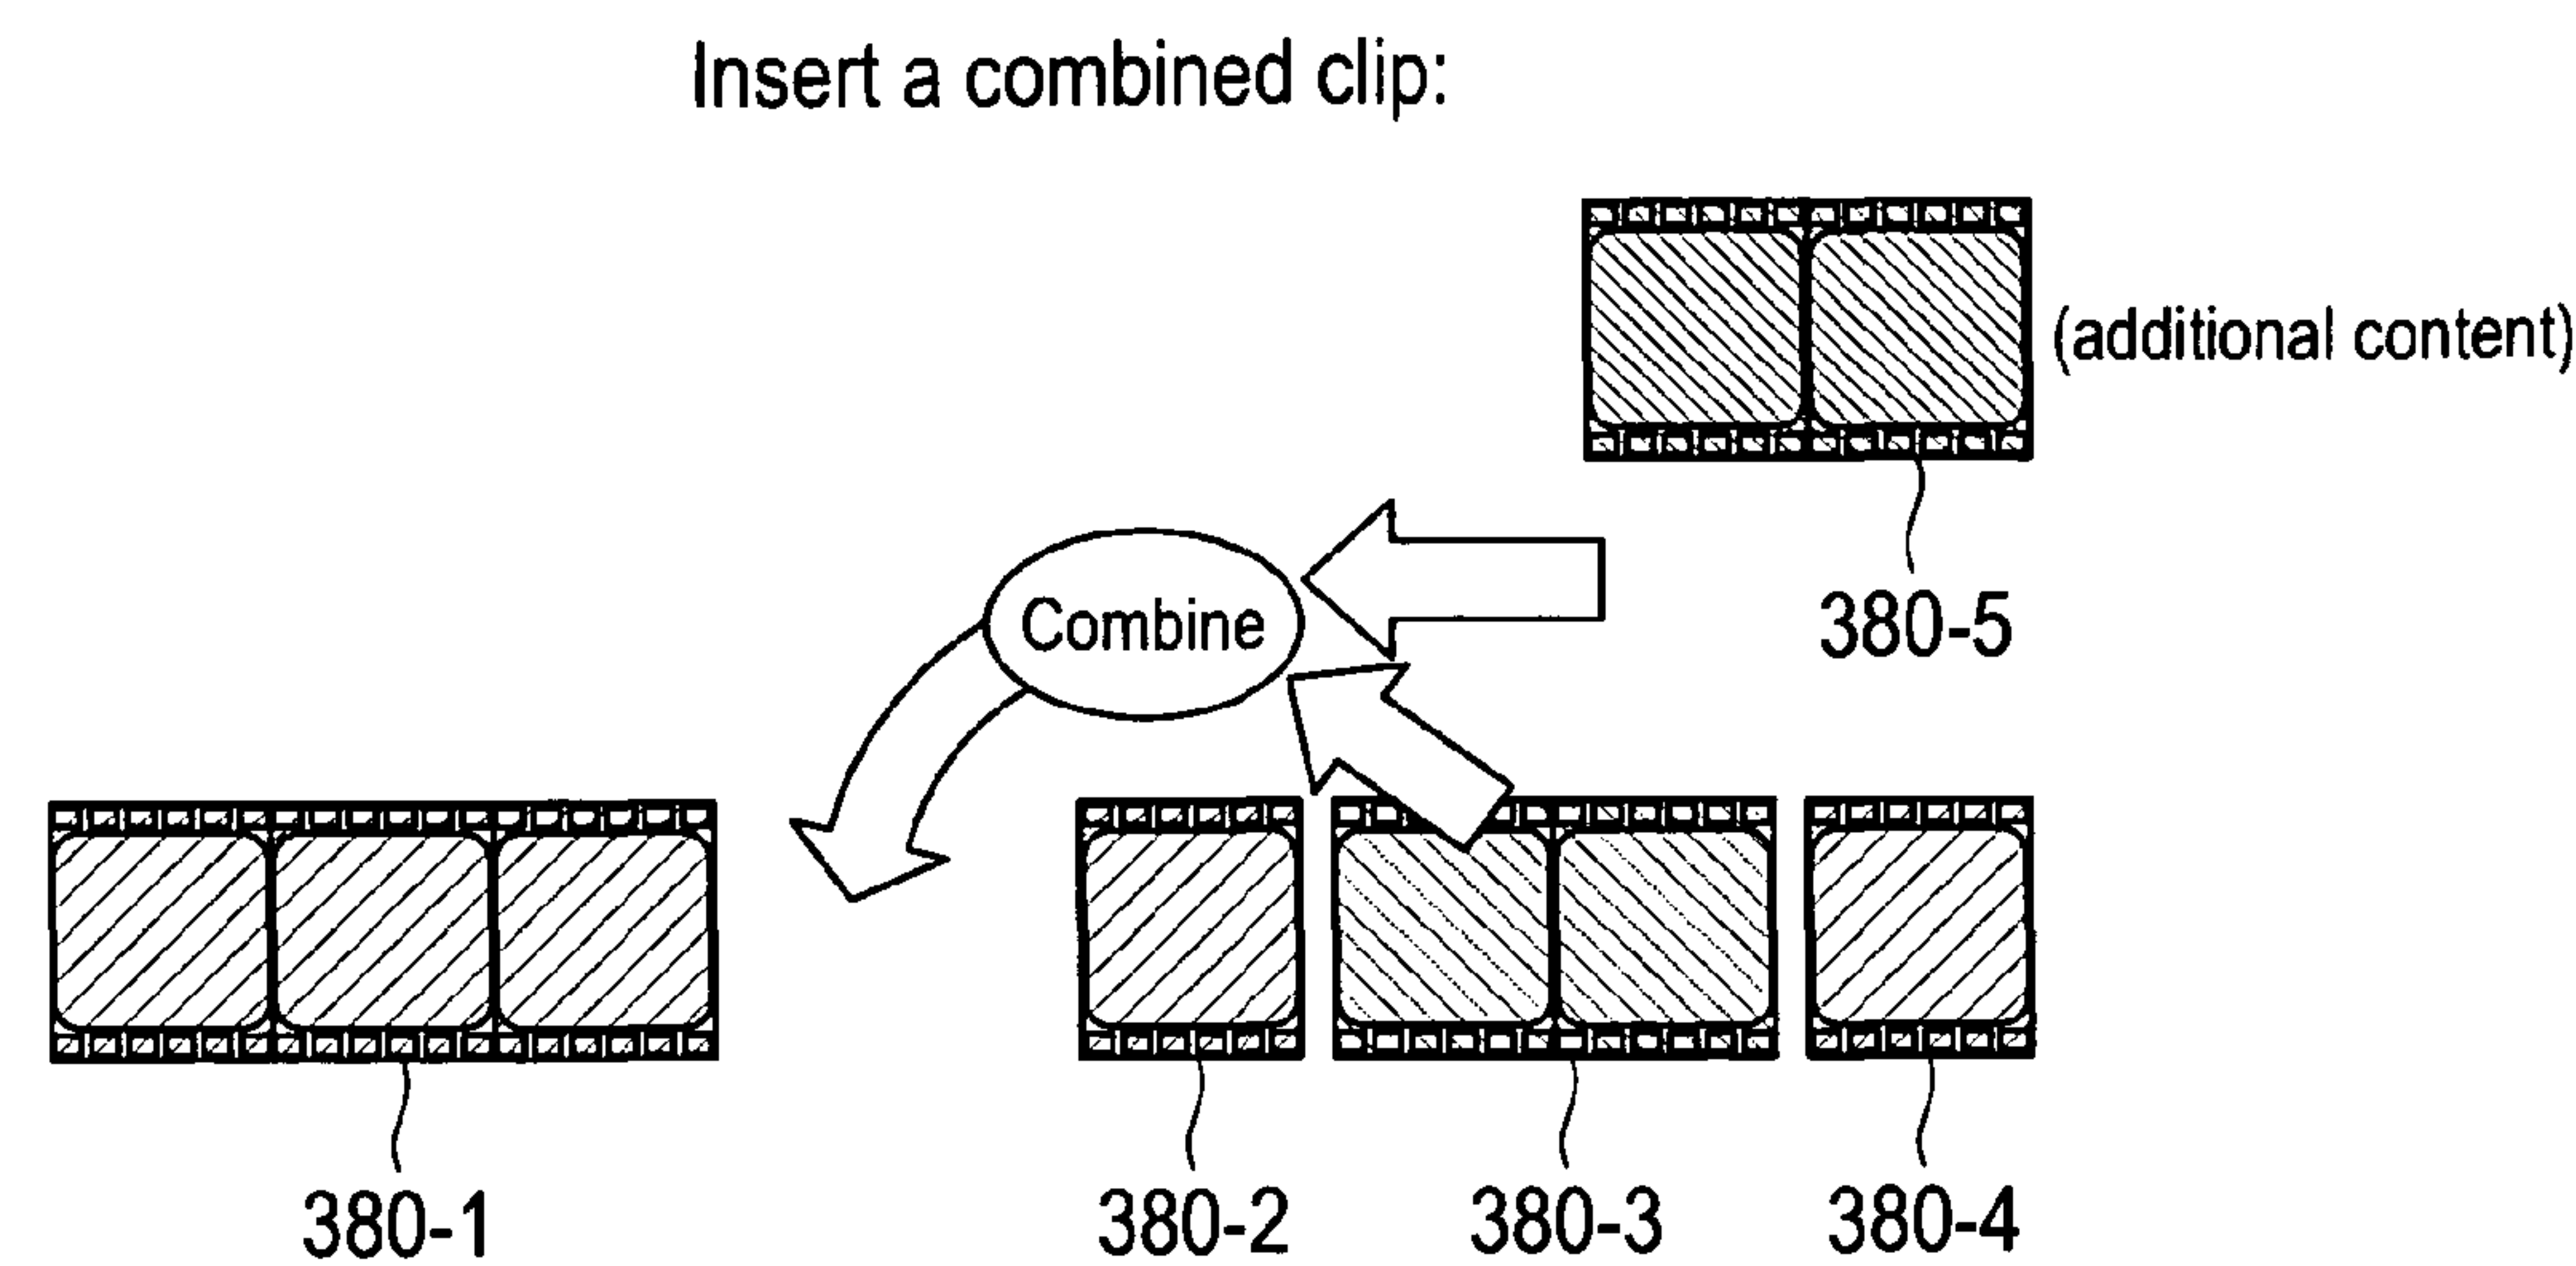 Insert a combined clip:
(additional content)
380-5
Combine
380-1
380-2
380-3
380-4